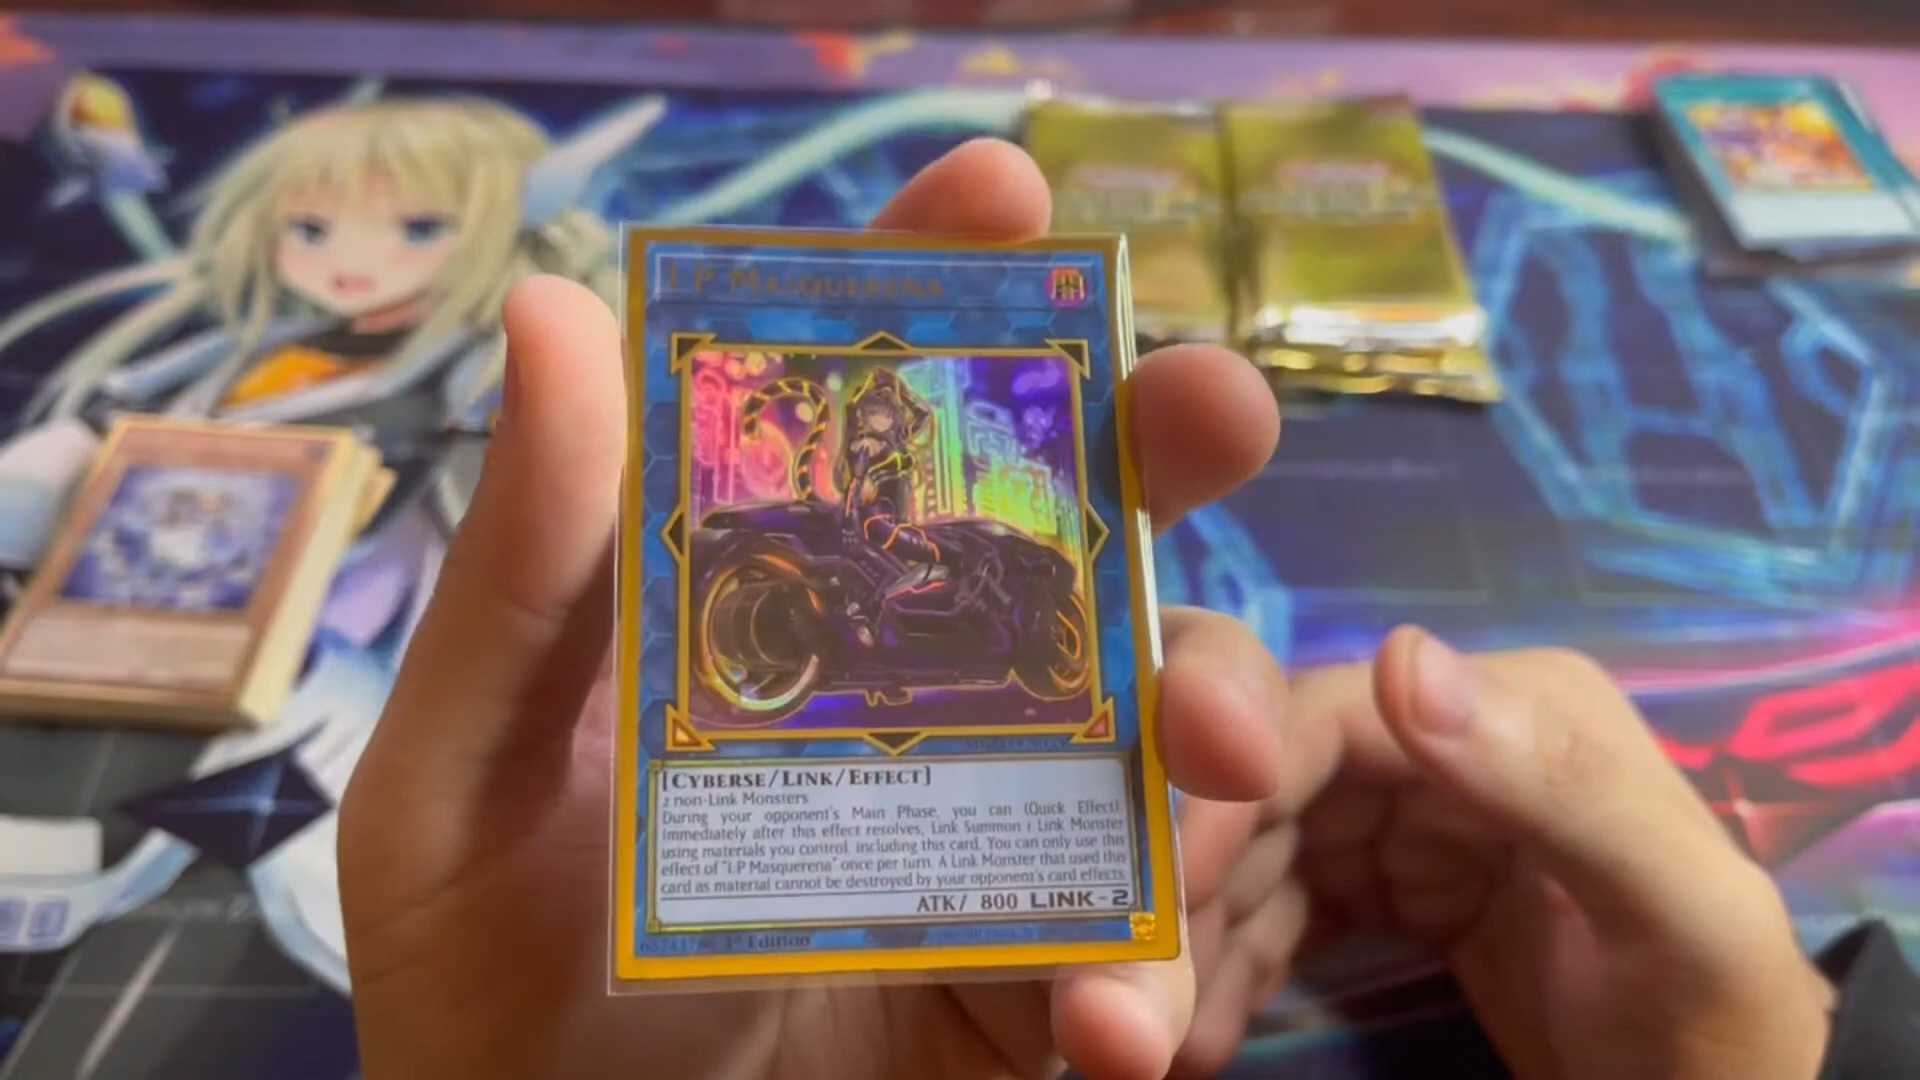 I:P MASQUERENA
[CYBERSE/LINK/EFFECT]
2 non-Link Monsters
During your opponent's Main Phase, you can (Quick Effect)
Immediately after this effect resolves, Link Summon 1 Link Monster
using materials you control, including this card. You can only use this
effect of "I:P Masquerena" once per turn. A Link Monster that used this
card as material cannot be destroyed by your opponent's card effects.
ATK/ 800 LINK-2
1st Edition